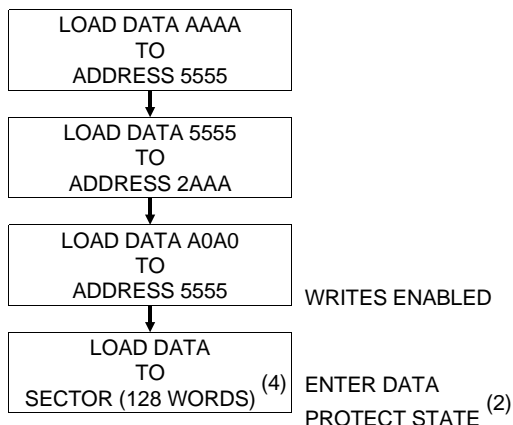 LOAD DATA AAAA
TO
ADDRESS 5555
LOAD DATA 5555
TO
ADDRESS 2AAA
LOAD DATA A0A0
TO
ADDRESS 5555
WRITES ENABLED
LOAD DATA
TO
SECTOR (128 WORDS) (4)
ENTER DATA
PROTECT STATE (2)